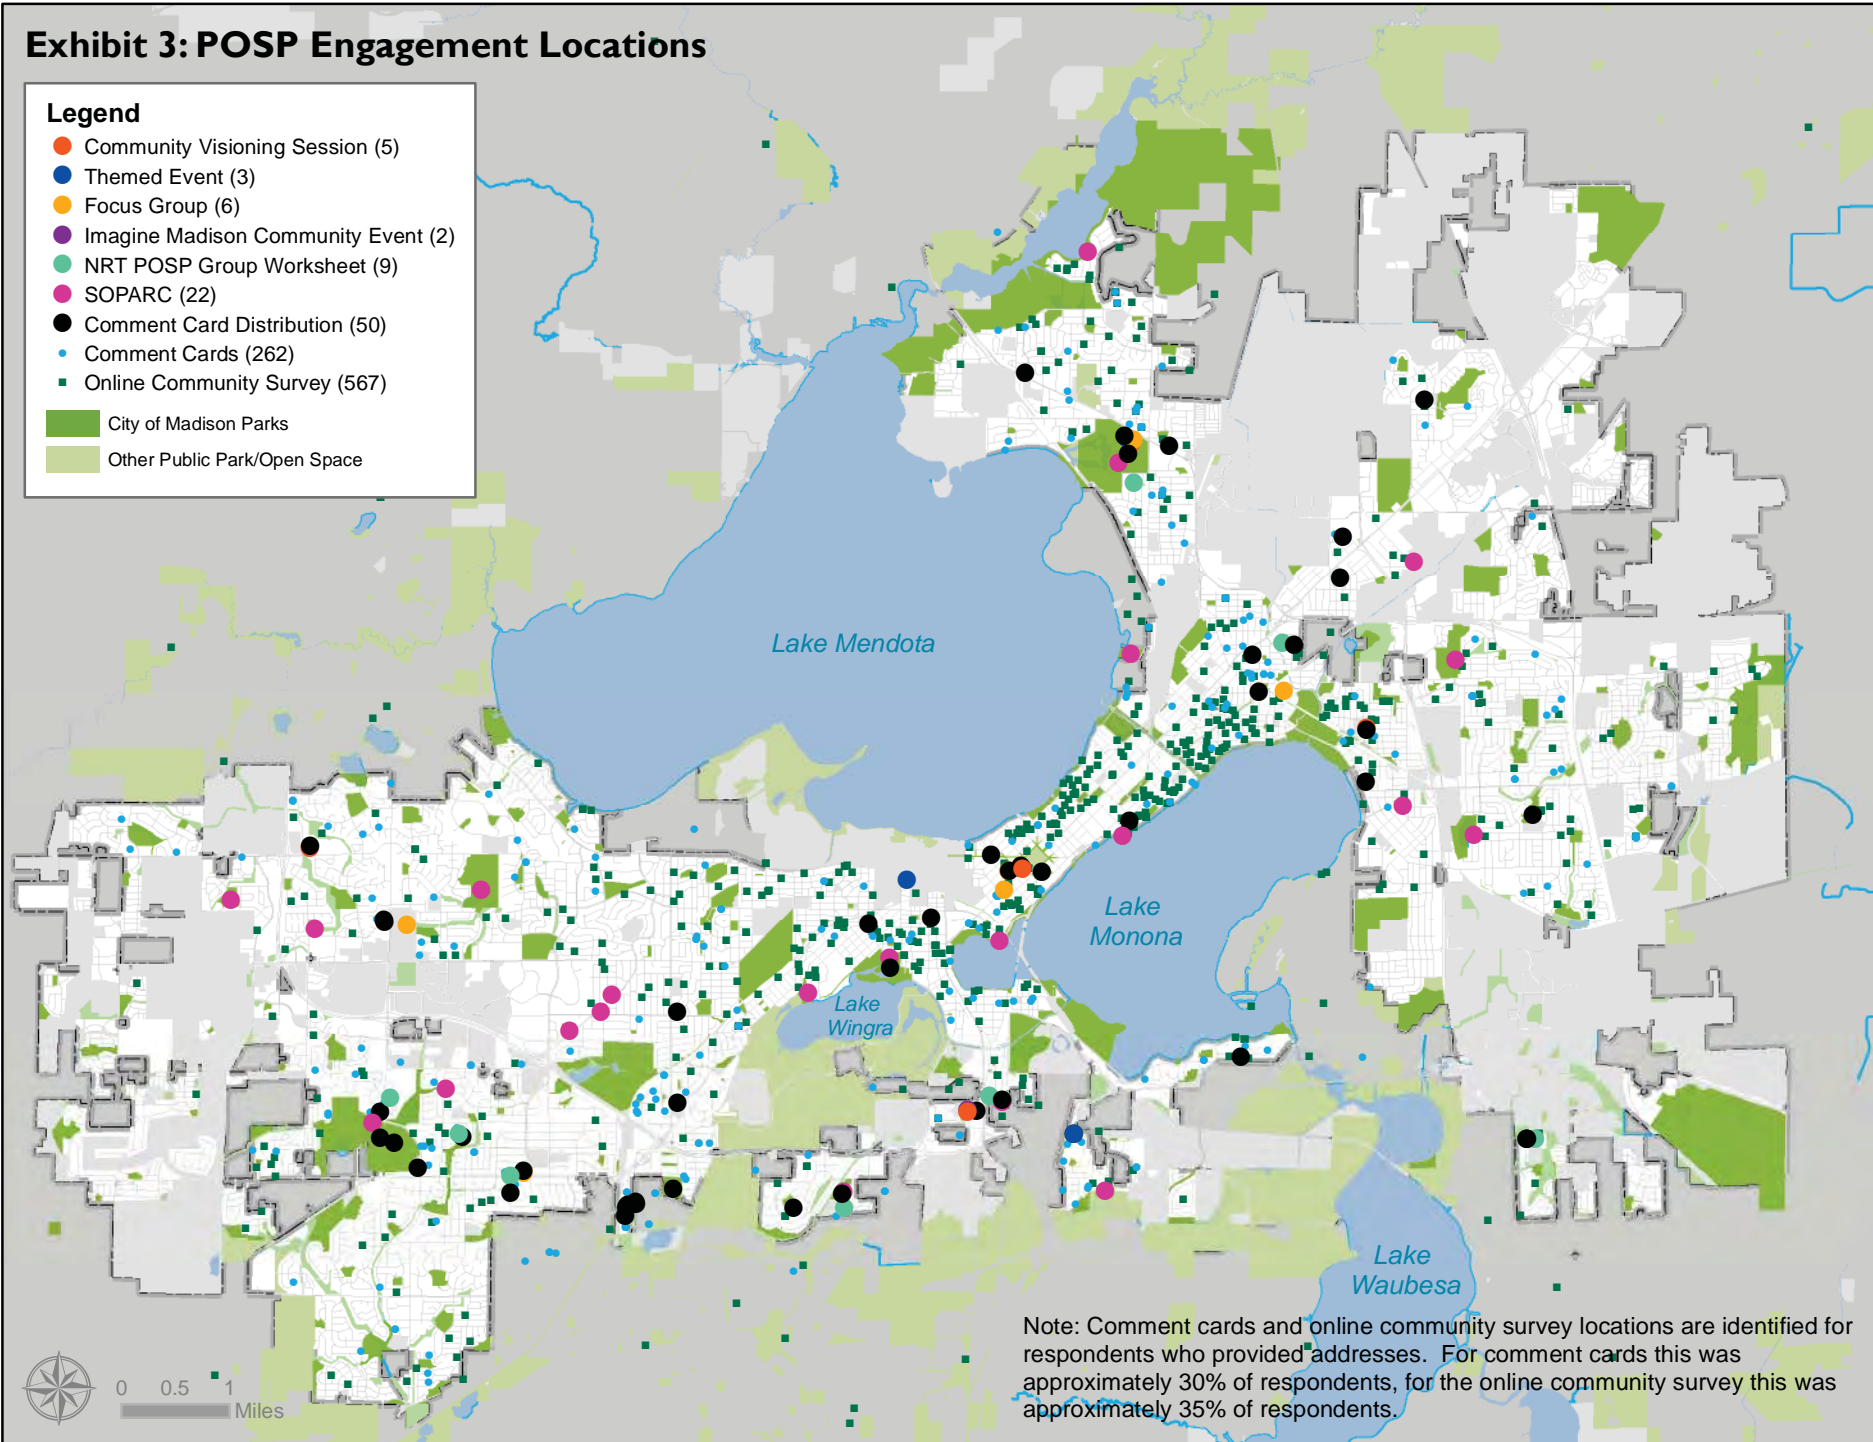 Exhibit 3: POSP Engagement Locations
Legend
Community Visioning Session (5)
Themed Event (3)
Focus Group (6)
Imagine Madison Community Event (2)
NRT POSP Group Worksheet (9)
SOPARC (22)
Comment Card Distribution (50)
Comment Cards (262)
Online Community Survey (567)
City of Madison Parks
Other Public Park/Open Space
Lake Mendota
Lake
Monona
Lake
Wingra
Lake
Waubesa
Note: Comment cards and online community survey locations are identified for
respondents who provided addresses. For comment cards this was
approximately 30% of respondents, for the online community survey this was
approximately 35% of respondents.
0 0.5 1
Miles